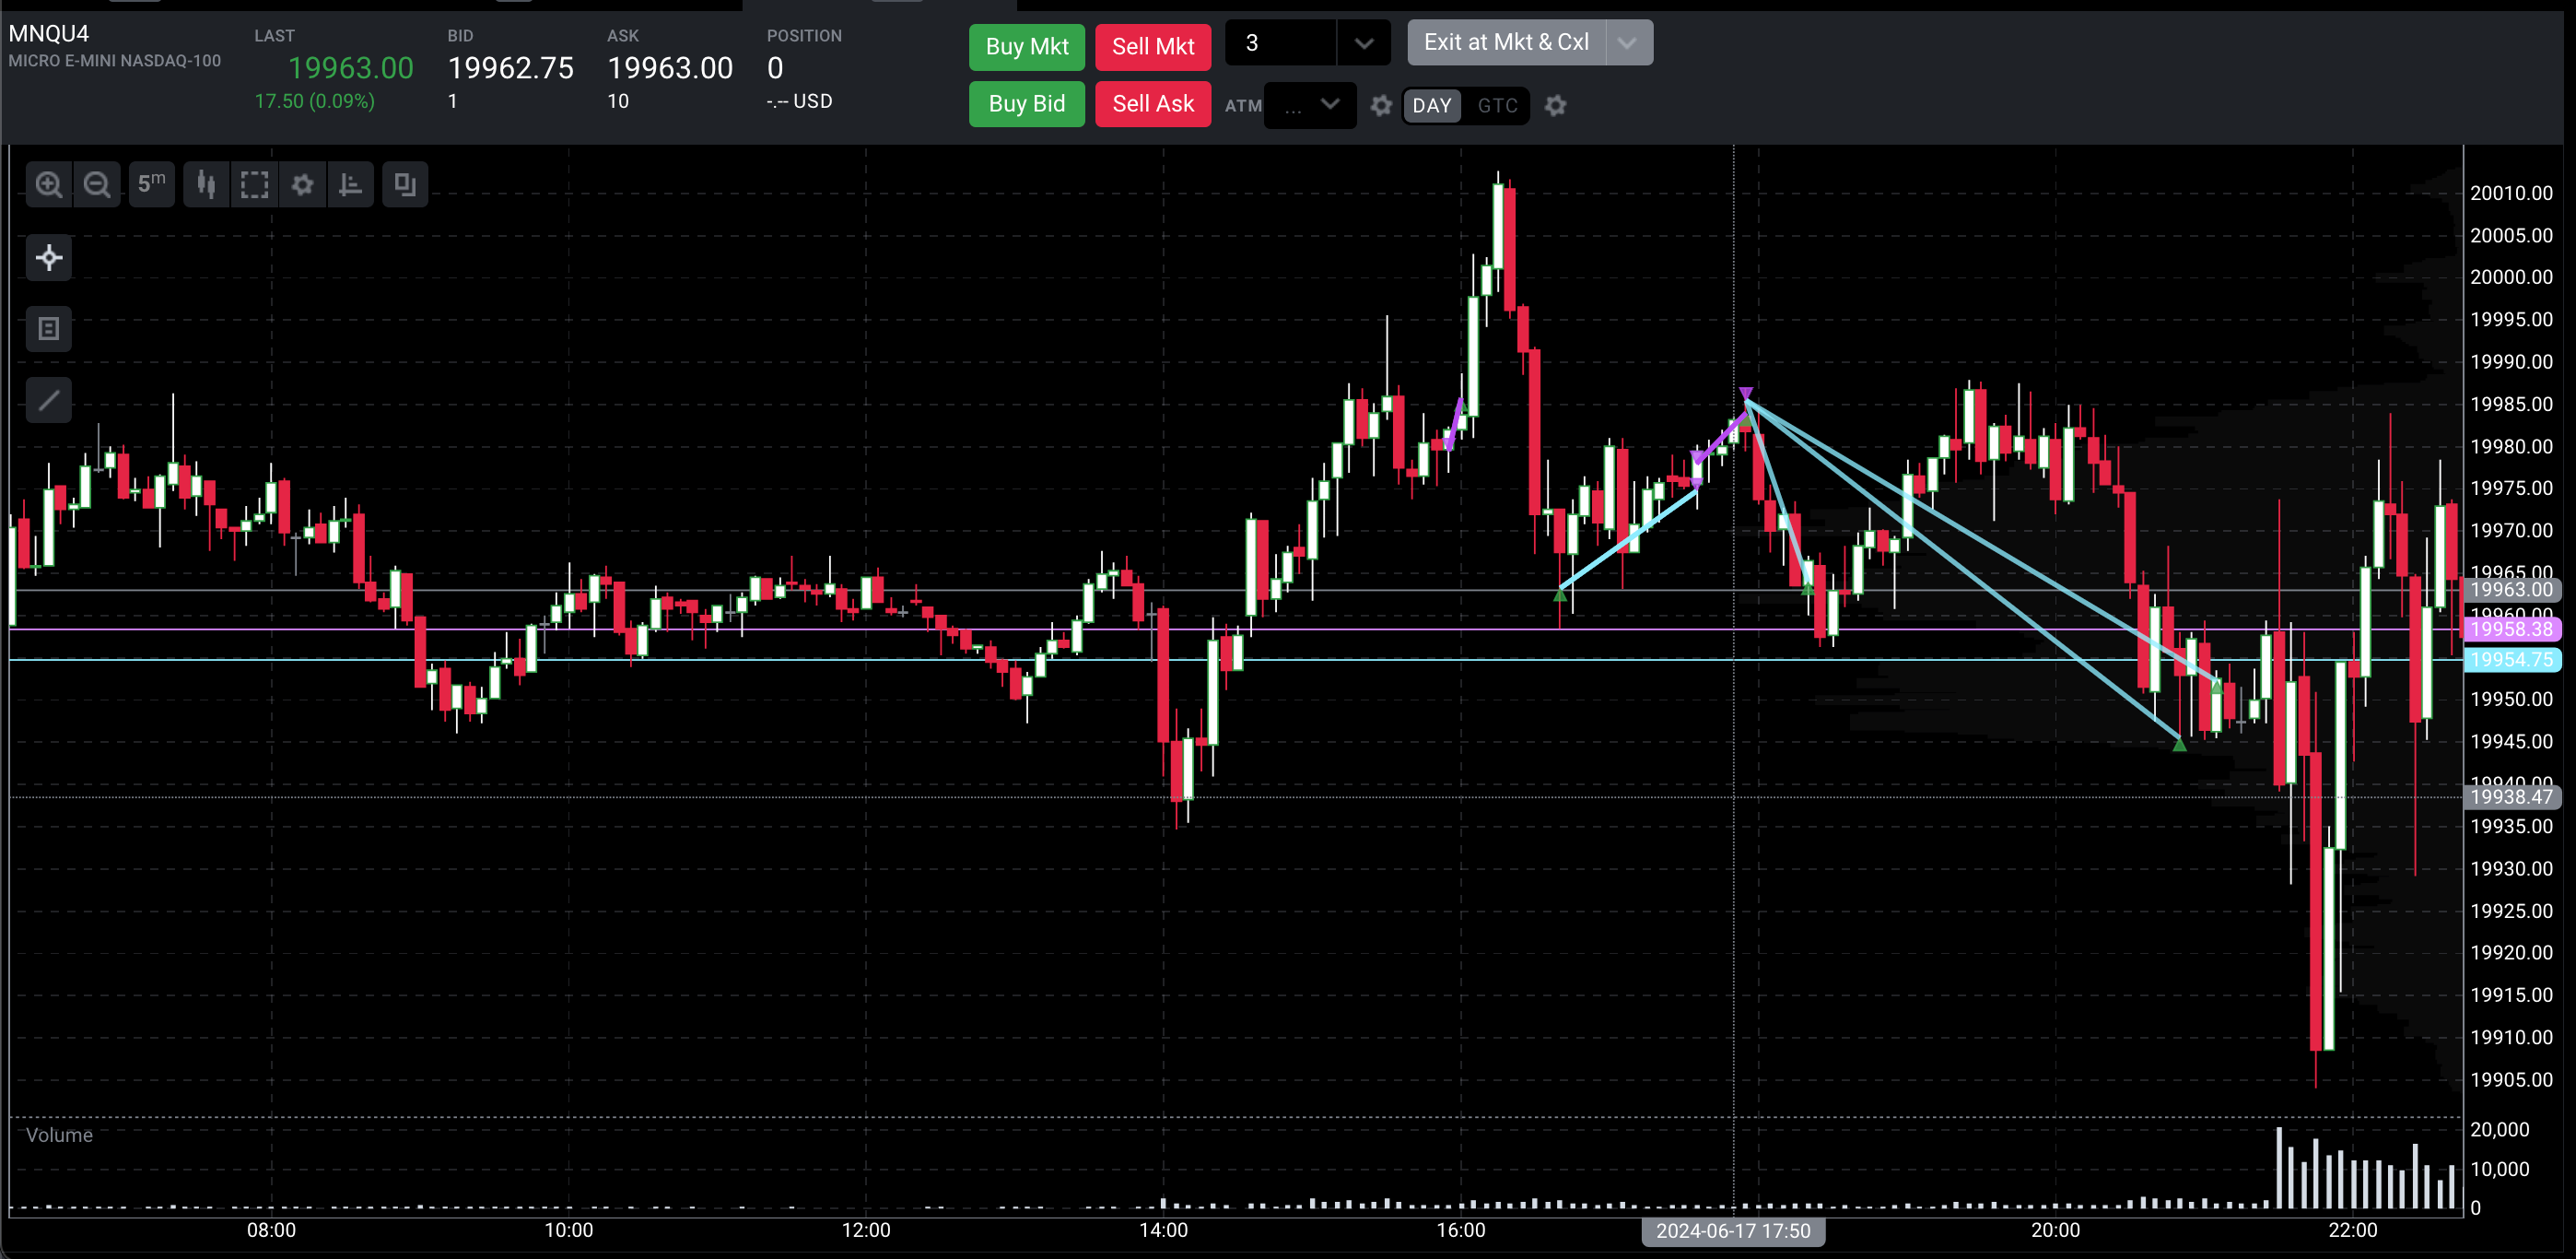 MNQU4
MICRO E-MINI NASDAQ-100
LAST
19963.00
17.50 (0.09%)
BID
19962.75
1
ASK
19963.00
10
POSITION
0
-.-- USD
Buy Mkt
Sell Mkt
3
Exit at Mkt & Cxl
Buy Bid
Sell Ask
ATM
...
DAY
GTC
5m
20010.00
20005.00
20000.00
19995.00
19990.00
19985.00
19980.00
19975.00
19970.00
19965.00
19963.00
19960.00
19958.38
19954.75
19950.00
19945.00
19940.00
19938.47
19935.00
19930.00
19925.00
19920.00
19915.00
19910.00
19905.00
Volume
20,000
10,000
0
08:00
10:00
12:00
14:00
16:00
2024-06-17 17:50
20:00
22:00